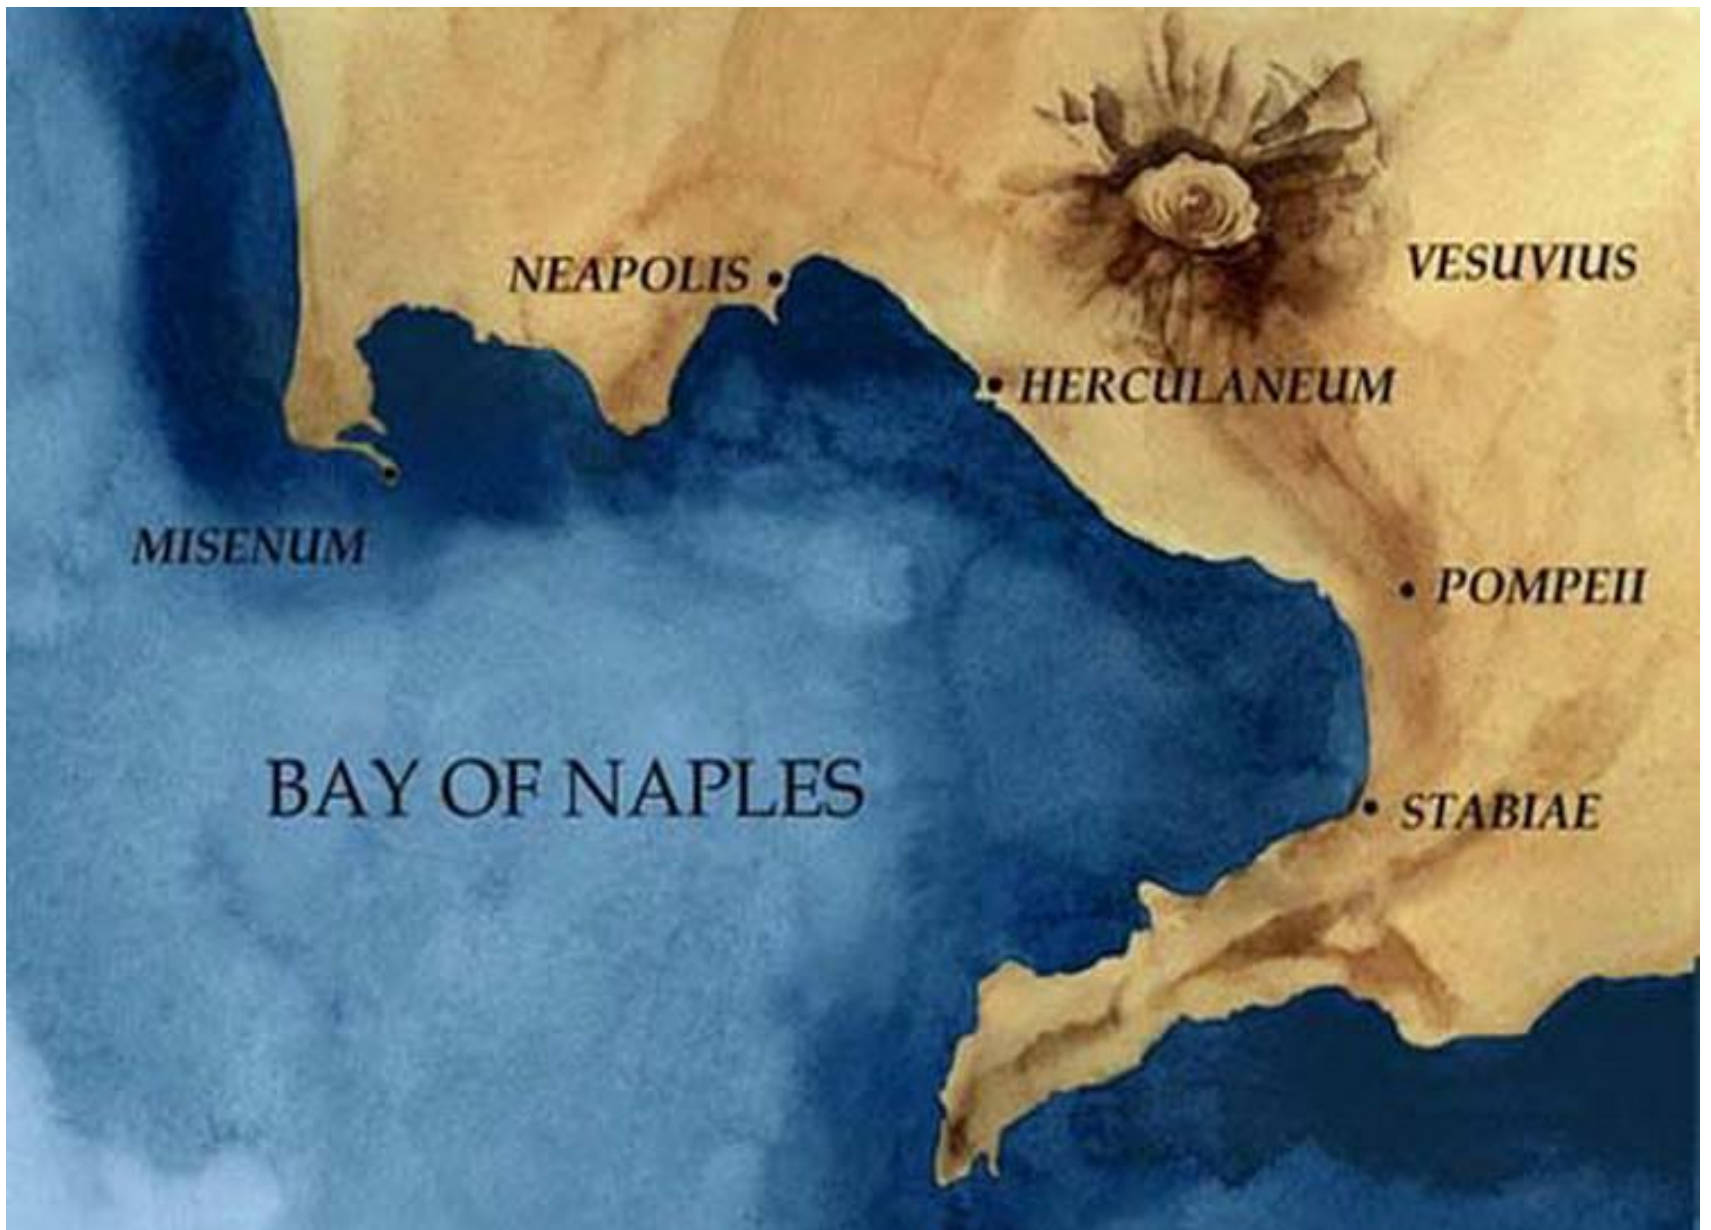 VESUVIUS
NEAPOLIS
HERCULANEUM
MISENUM
POMPEII
BAY OF NAPLES
STABIAE